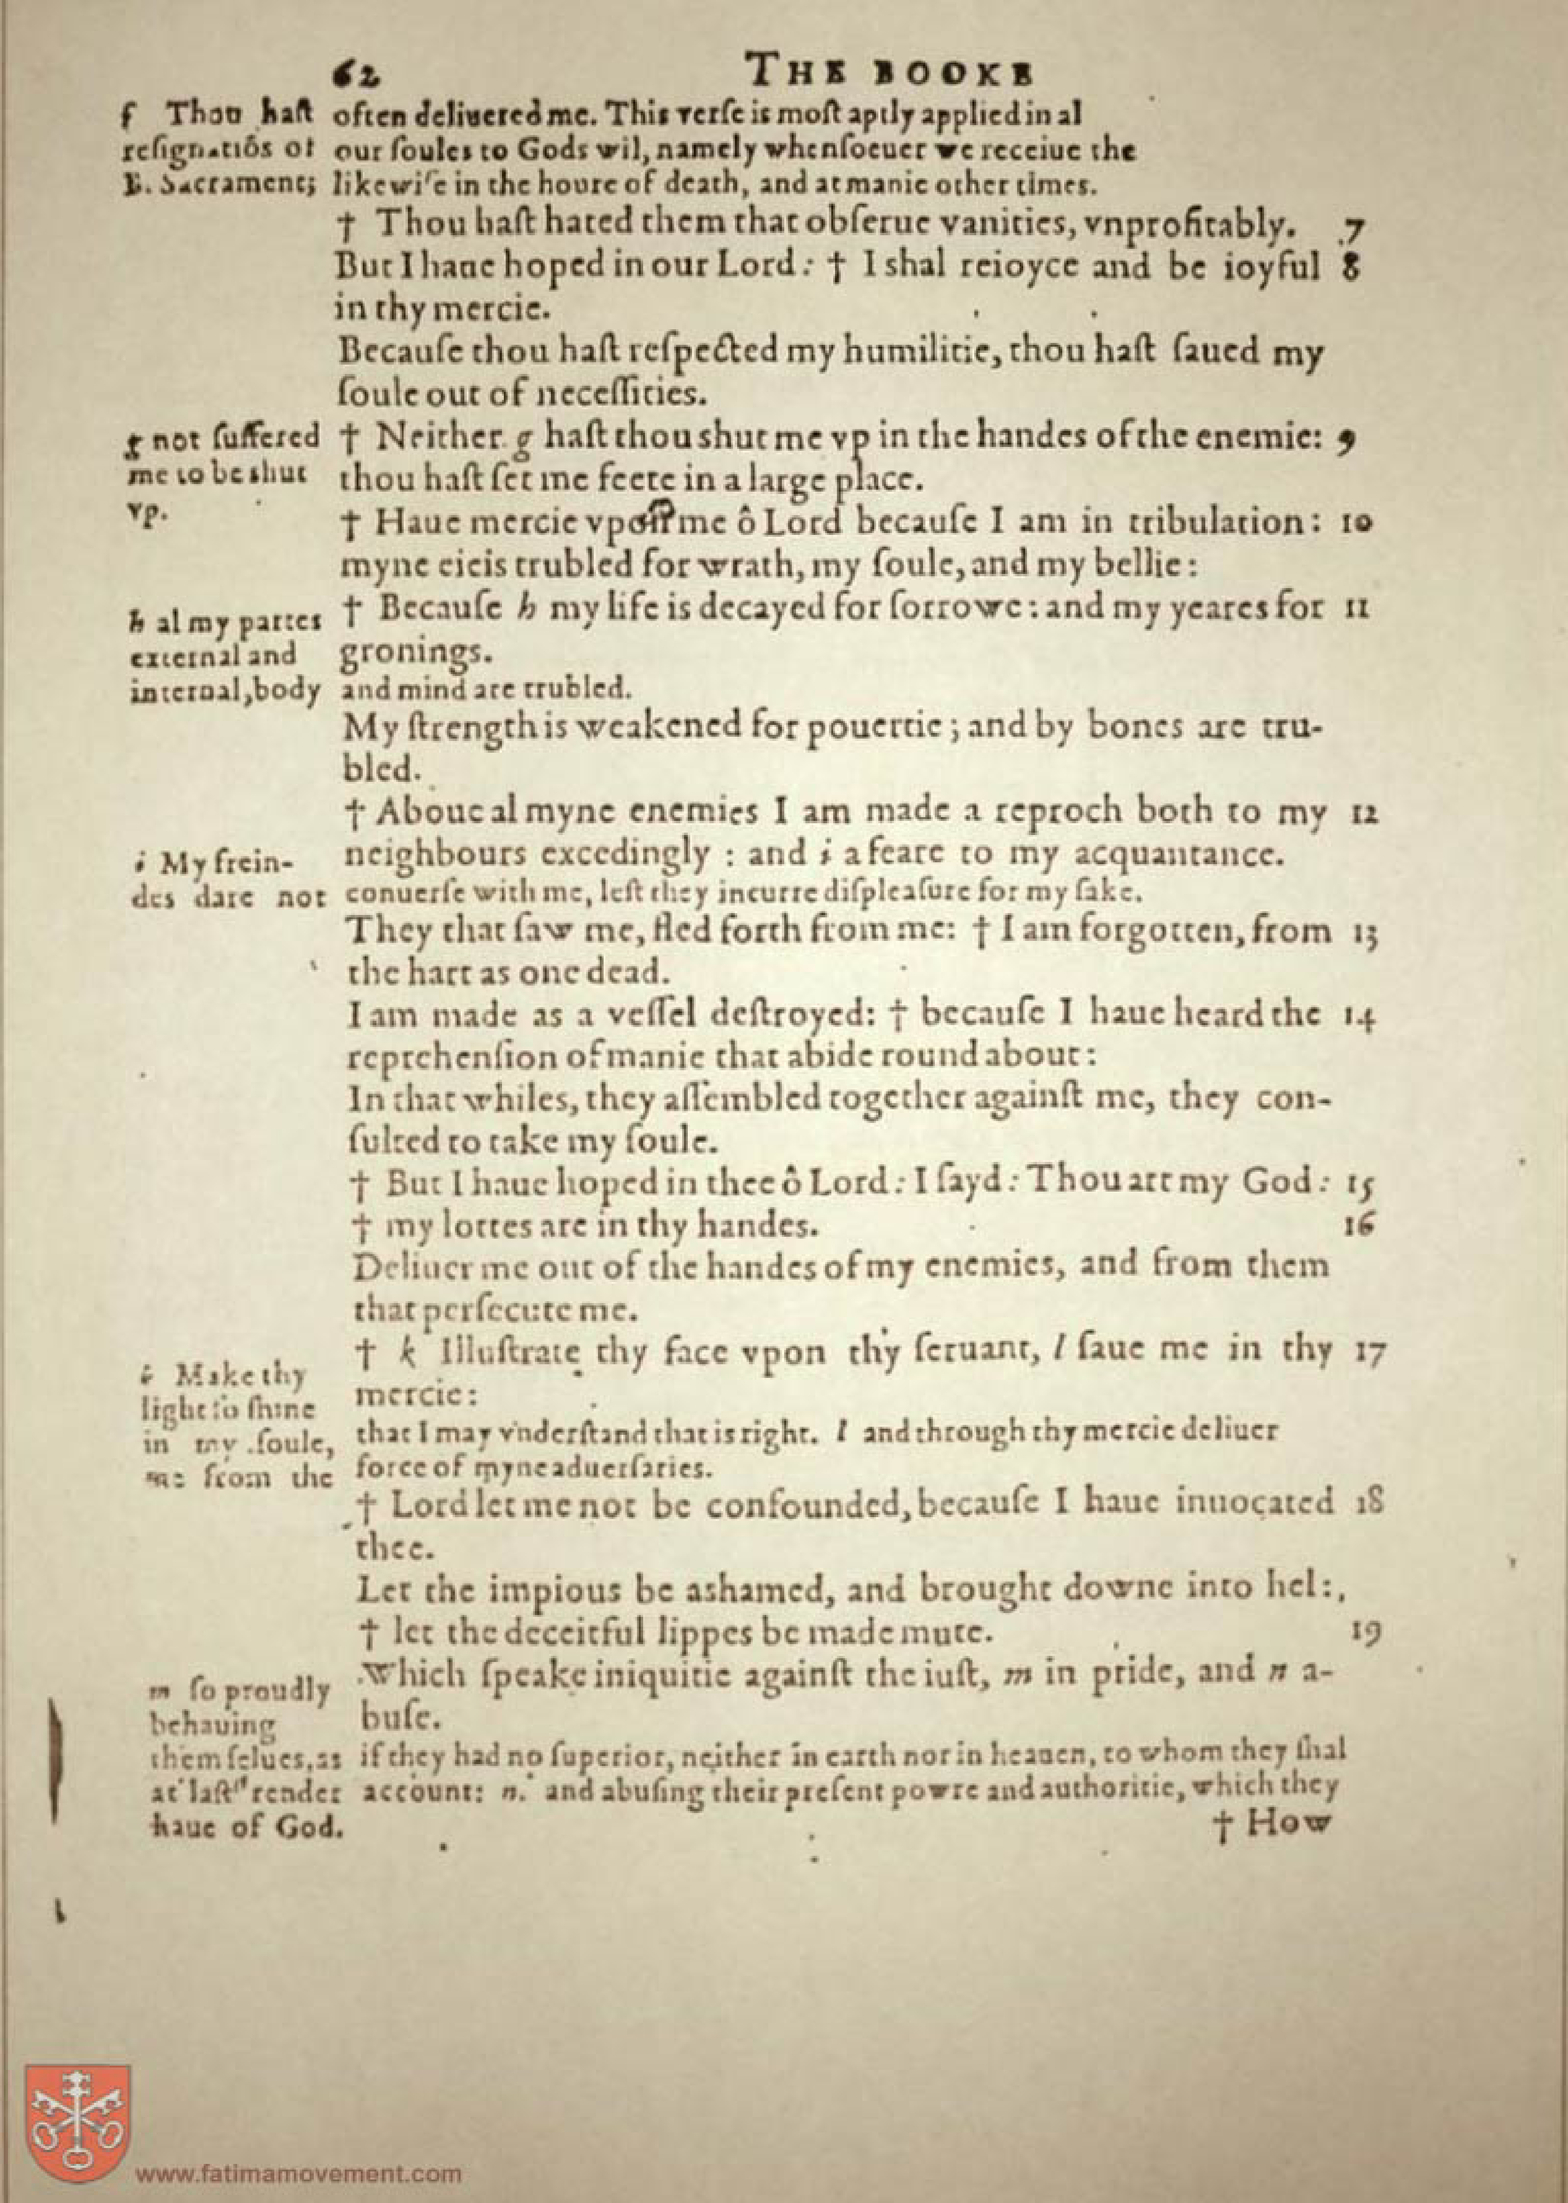 62 THE BOOKE
f Thou haſt often deliuered me. This verſe is moſt aptly applied in al
reſignatiõs of our ſoules to Gods wil, namely whenſoeuer we receiue the
B. Sacrament; likewiſe in the houre of death, and at manie other times.
† Thou haſt hated them that obſerue vanities, vnprofitably. 7
But I haue hoped in our Lord: † I shal reioyce and be ioyful 8
in thy mercie.
Becauſe thou haſt reſpected my humilitie, thou haſt ſaued my
ſoule out of neceſſities.
g not ſuffered † Neither g haſt thou shut me vp in the handes of the enemie: 9
me to be shut thou haſt ſet me feete in a large place.
vp.
† Haue mercie vpon me ô Lord becauſe I am in tribulation: 10
myne eieis trubled for wrath, my ſoule, and my bellie:
h al my partes † Becauſe h my life is decayed for ſorrowe: and my yeares for 11
external and gronings.
internal, body and mind are trubled.
My ſtrength is weakened for pouertie; and by bones are tru-
bled.
† Aboue al myne enemies I am made a reproch both to my 12
i My frein- neighbours excedingly : and i a feare to my acquantance.
des dare not conuerſe with me, leſt they incurre diſpleaſure for my ſake.
They that ſaw me, fled forth from me: † I am forgotten, from 13
the hart as one dead.
I am made as a veſſel deſtroyed: † becauſe I haue heard the 14
reprehenſion of manie that abide round about:
In that whiles, they aſſembled together againſt me, they con-
ſulted to take my ſoule.
† But I haue hoped in thee ô Lord: I ſayd: Thou art my God: 15
† my lottes are in thy handes. 16
Deliuer me out of the handes of my enemies, and from them
that perſecute me.
† k Illuſtrate thy face vpon thy ſeruant, l ſaue me in thy 17
k Make thy mercie:
light to ſhine that I may vnderſtand that is right. l and through thy mercie deliuer
in my ſoule, force of myne aduerſaries.
me from the
† Lord let me not be confounded, becauſe I haue inuocated 18
thee.
Let the impious be ashamed, and brought downe into hel:,
† let the deceitful lippes be made mute. 19
m ſo proudly Which ſpeake iniquitie againſt the iuſt, m in pride, and n a-
behauing buſe.
themſelues, as if they had no ſuperior, neither in earth nor in heauen, to whom they ſhal
at laſt render account: n. and abuſing their preſent powre and authoritie, which they
haue of God. † How
www.fatimamovement.com